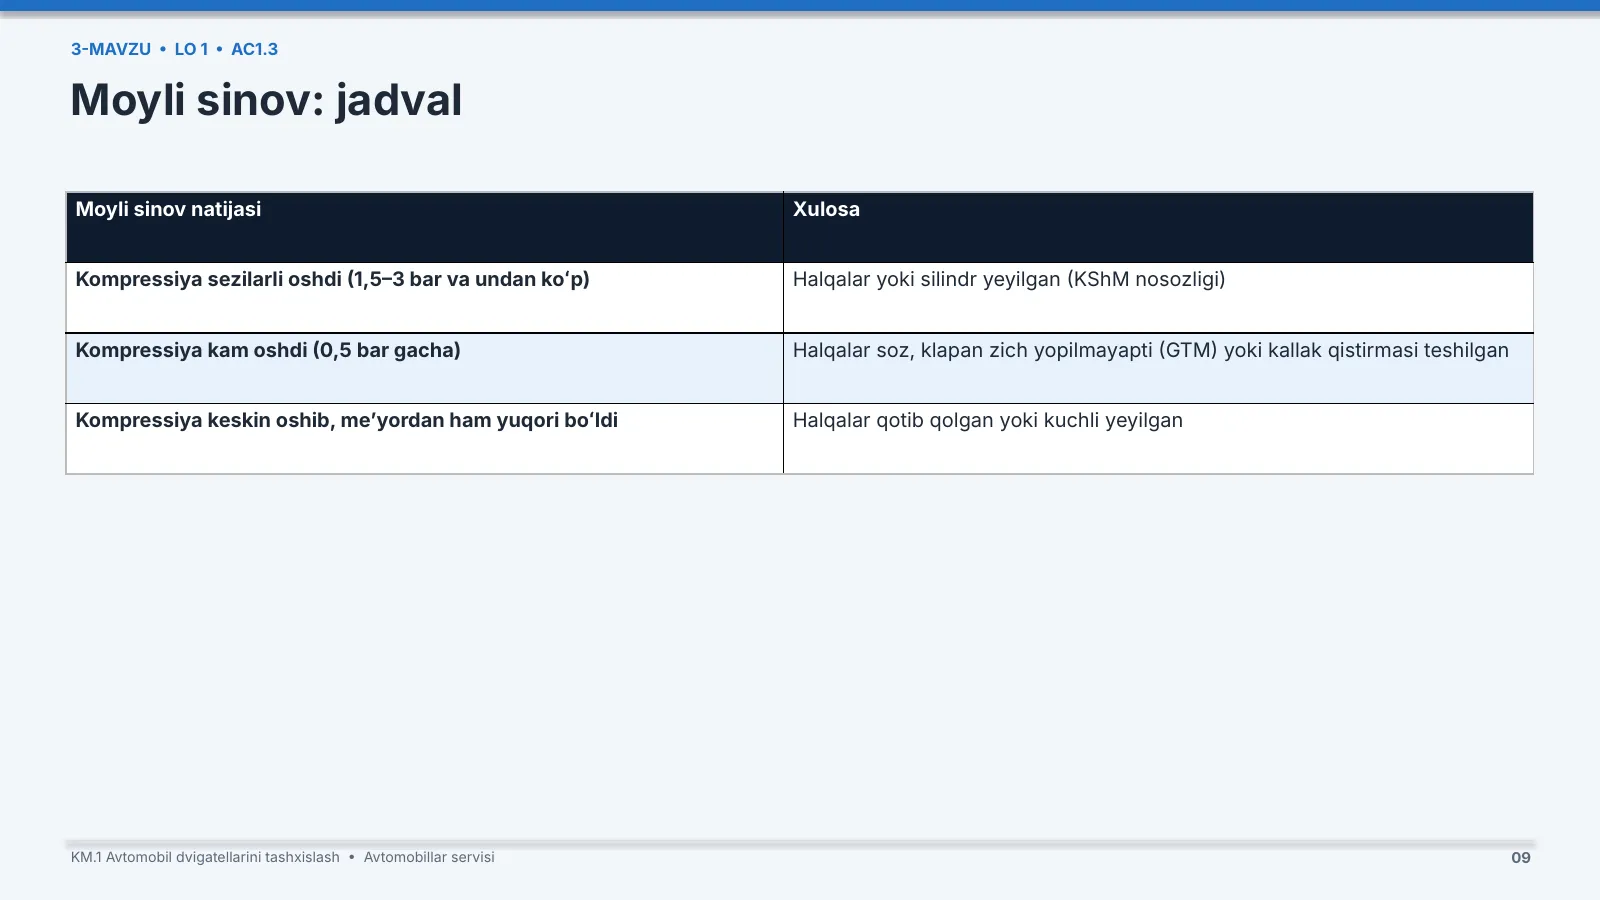 3-MAVZU • LO 1 • AC1.3
Moyli sinov: jadval
Moyli sinov natijasi
Xulosa
Kompressiya sezilarli oshdi (1,5–3 bar va undan koʻp)
Halqalar yoki silindr yeyilgan (KShM nosozligi)
Kompressiya kam oshdi (0,5 bar gacha)
Halqalar soz, klapan zich yopilmayapti (GTM) yoki kallak qistirmasi teshilgan
Kompressiya keskin oshib, me’yordan ham yuqori boʻldi
Halqalar qotib qolgan yoki kuchli yeyilgan
KM.1 Avtomobil dvigatellarini tashxislash • Avtomobillar servisi
09